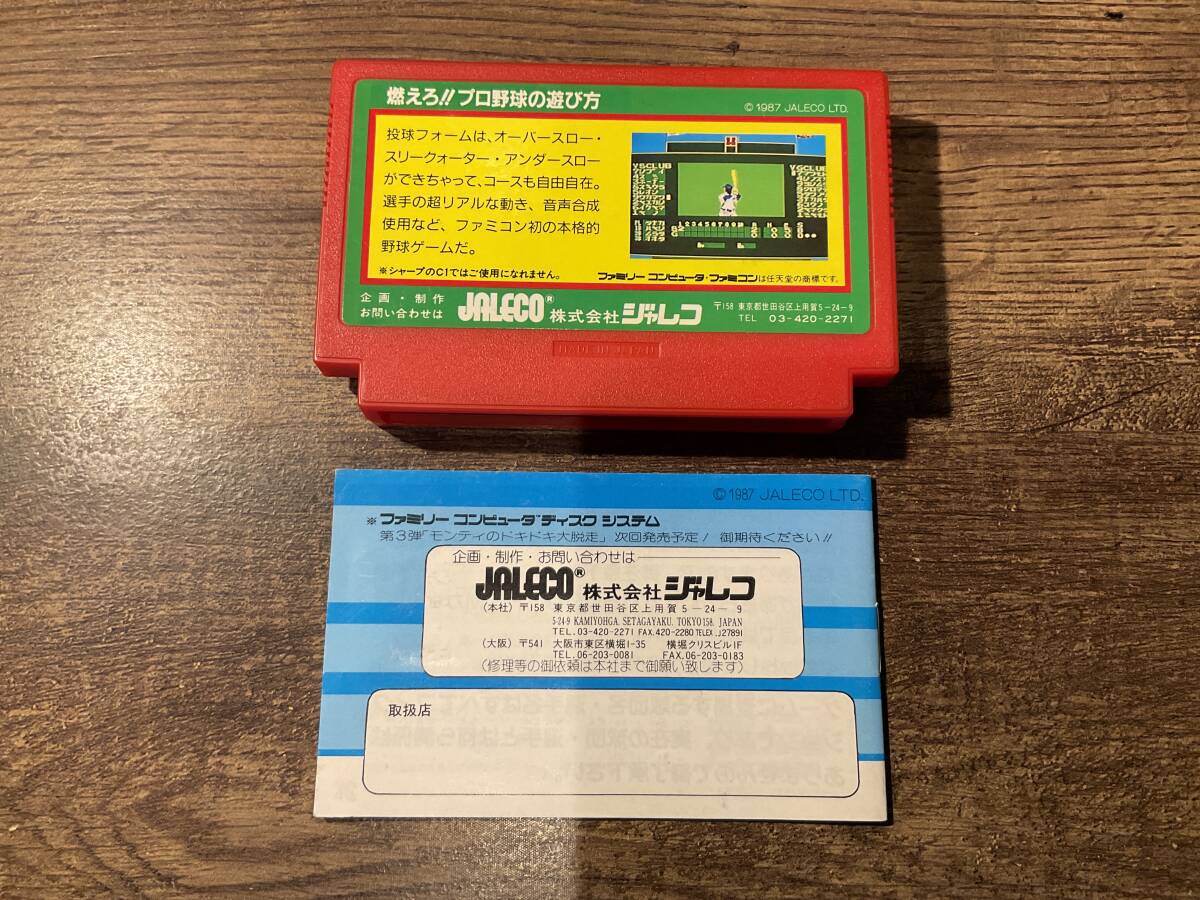 燃えろ!!プロ野球の遊び方
©1987 JALECO LTD.
投球フォームは、オーバースロー・
スリークォーター・アンダースロー
ができちゃって、コースも自由自在。
選手の超リアルな動き、音声合成
使用など、ファミコン初の本格的
野球ゲームだ。
YSCLUB
YGCLUB
123456789
※シャープのC1ではご使用になれません。
ファミリーコンピュータ・ファミコンは任天堂の商標です。
企画・制作
お問い合わせは
JALECO® 株式会社ジャレコ
〒158 東京都世田谷区上用賀5-24-9
TEL 03-420-2271
MADE IN JAPAN
©1987 JALECO LTD.
※ファミリー コンピュータ™ディスク システム
第3弾「モンティのドキドキ大脱走」次回発売予定! 御期待ください!!
企画・制作・お問い合わせは
JALECO® 株式会社ジャレコ
(本社)〒158 東京都世田谷区上用賀5-24-9
5-24-9 KAMIYOHGA, SETAGAYAKU, TOKYO 158, JAPAN
TEL.03-420-2271 FAX.420-2280 TELEX.J27891
(大阪)〒541 大阪市東区横堀1-35 横堀クリスビル1F
TEL.06-203-0081 FAX.06-203-0183
(修理等の御依頼は本社まで御願い致します)
取扱店